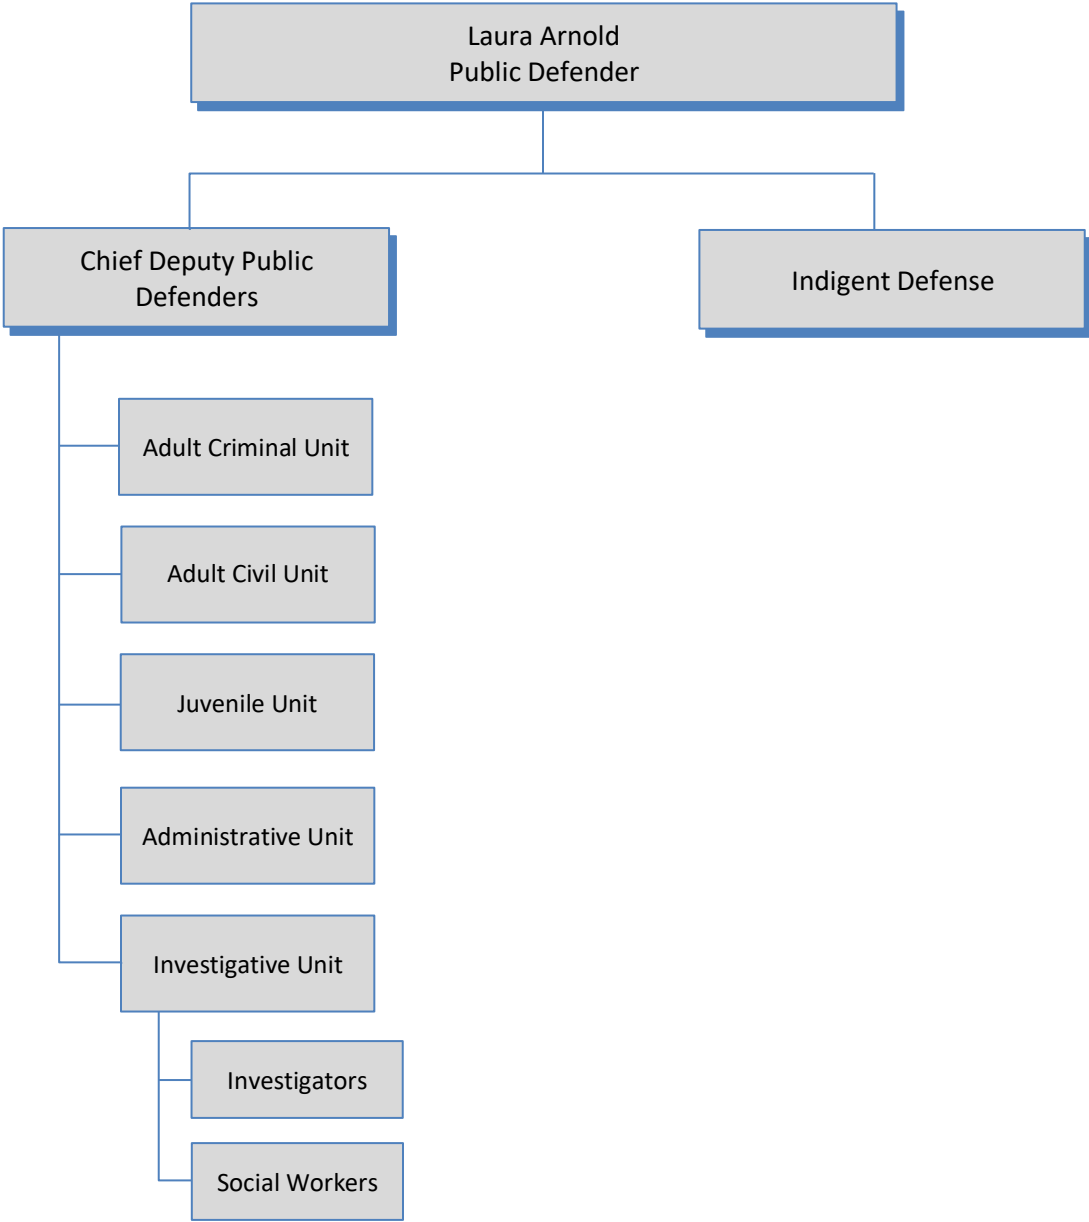 Laura Arnold
Public Defender
Chief Deputy Public
Defenders
Indigent Defense
Adult Criminal Unit
Adult Civil Unit
Juvenile Unit
Administrative Unit
Investigative Unit
Investigators
Social Workers